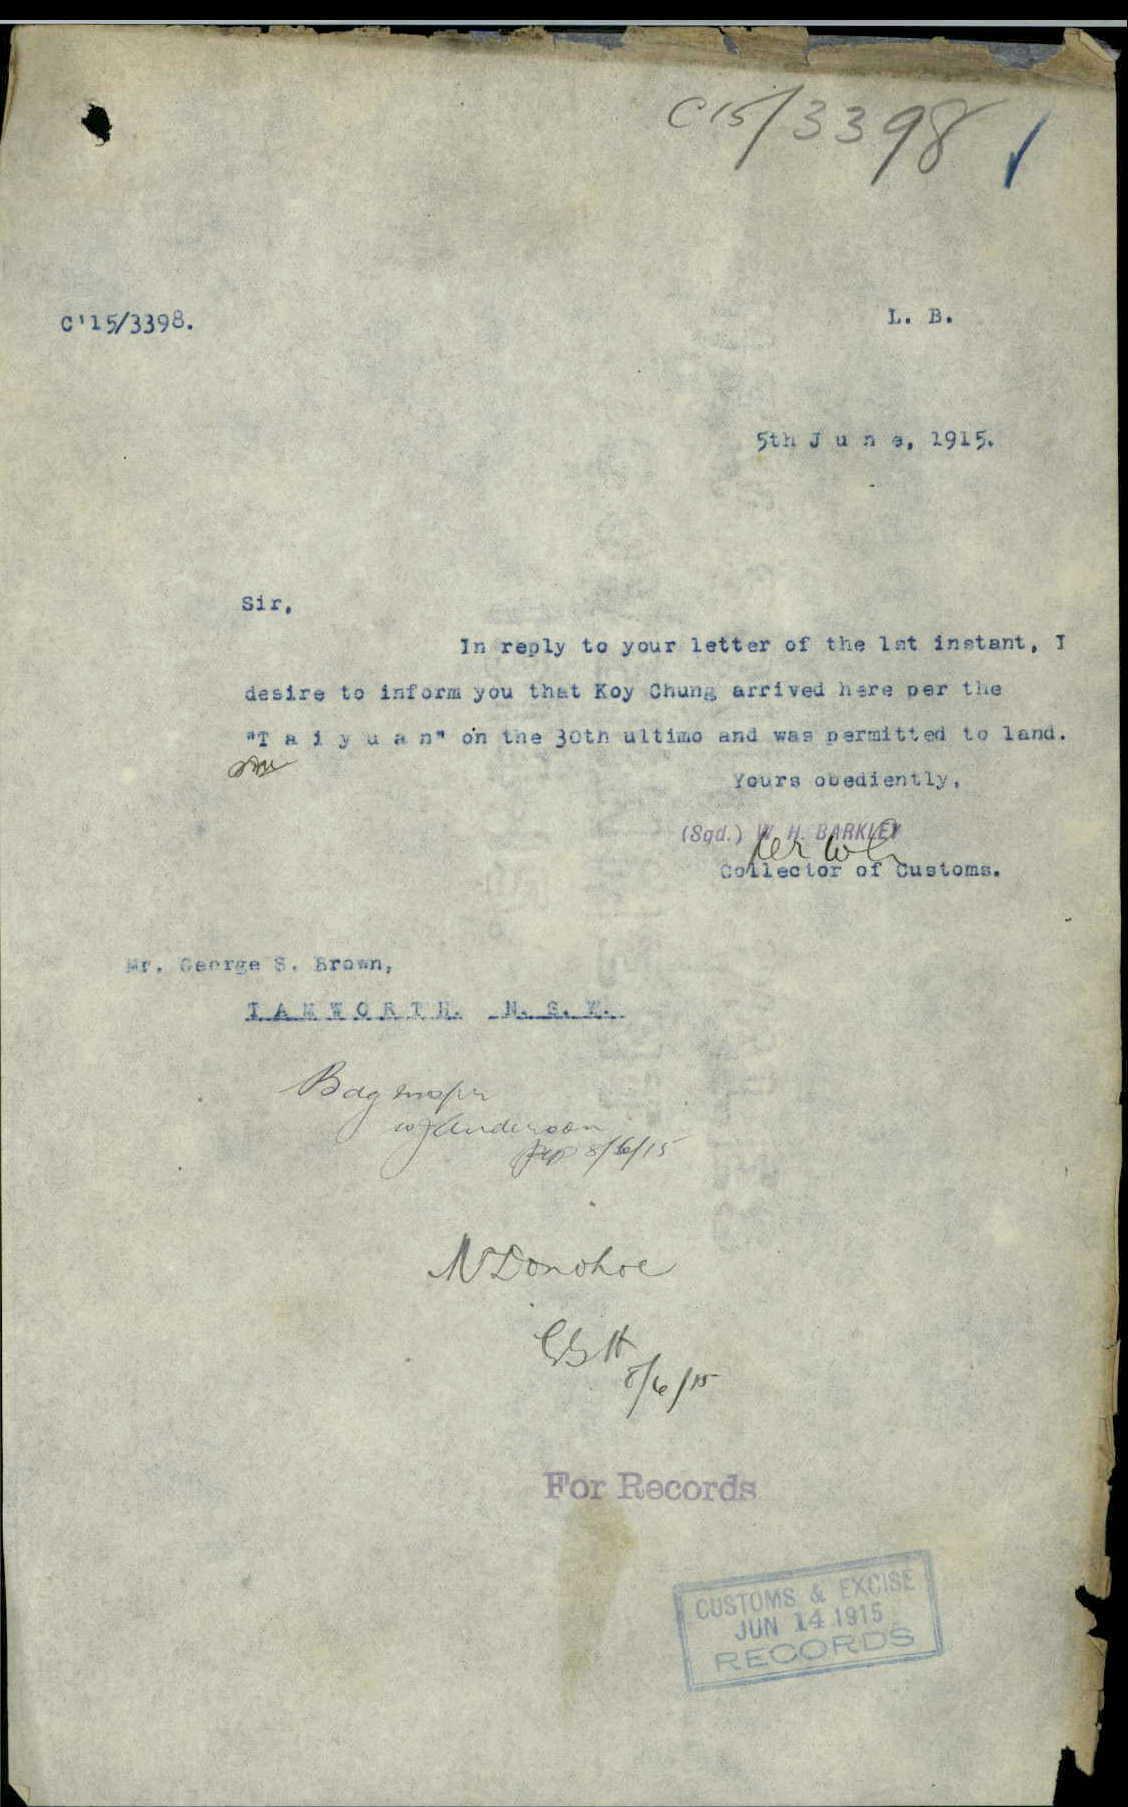 C15/3398
C'15/3398.
L. B.
5th J u n e, 1915.
Sir,
In reply to your letter of the 1st instant, I
desire to inform you that Koy Chung arrived here per the
"T a i y u a n" on the 30th ultimo and was permitted to land.
Yours obediently,
(Sgd.) W. H. BARKLEY
Collector of Customs.
Mr. George S. Brown,
T A M W O R T H. N. S. W.
Bag Inspr
W J Anderson
8/6/15
N Donohoe
8/6/15
For Records
CUSTOMS & EXCISE
JUN 14 1915
RECORDS